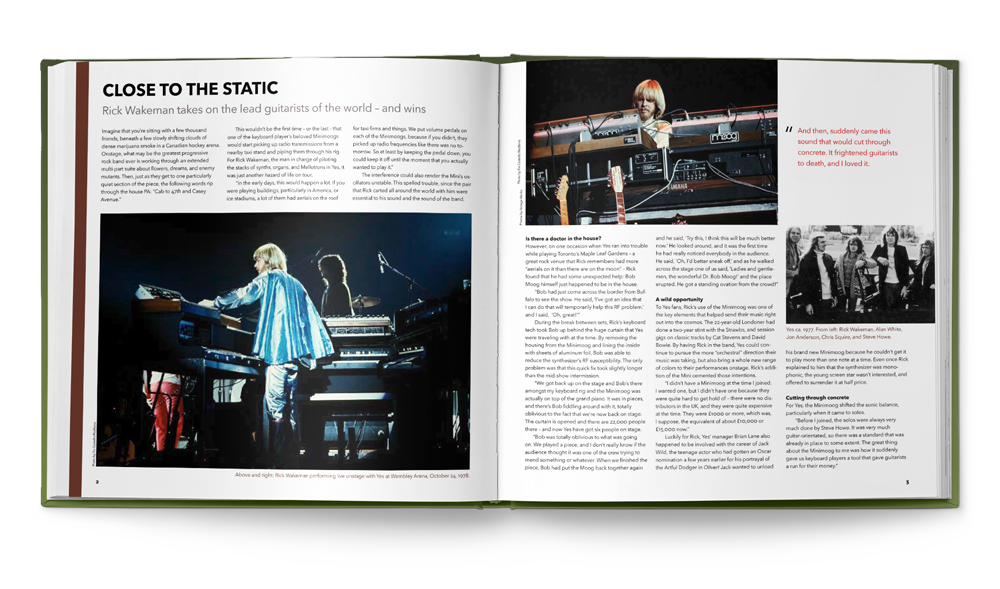 CLOSE TO THE STATIC
Rick Wakeman takes on the lead guitarists of the world – and wins
Imagine that you're sitting with a few thousand
friends, beneath a few slowly shifting clouds of
dense marijuana smoke in a Canadian hockey arena.
Onstage, what may be the greatest progressive
rock band ever is working through an extended
multi part suite about flowers, dreams, and enemy
mutants. Then, just as they get to one particularly
quiet section of the piece, the following words rip
through the house PA: "Cab to 47th and Casey
Avenue."
This wouldn't be the first time – or the last – that
one of the keyboard player's beloved Minimoogs
would start picking up radio transmissions from a
nearby taxi stand and piping them through his rig.
For Rick Wakeman, the man in charge of piloting
the stacks of synths, organs, and Mellotrons in Yes, it
was just another hazard of life on tour.
"In the early days, this would happen a lot. If you
were playing buildings, particularly in America, or
ice stadiums, a lot of them had aerials on the roof
for taxi firms and things. We put volume pedals on
each of the Minimoogs, because if you didn't, they
picked up radio frequencies like there was no to-
morrow. So at least by keeping the pedal down, you
could keep it off until the moment that you actually
wanted to play it."
The interference could also render the Mini's os-
cillators unstable. This spelled trouble, since the pair
that Rick carted all around the world with him were
essential to his sound and the sound of the band.
Above and right: Rick Wakeman performing live onstage with Yes at Wembley Arena, October 24, 1978.
2
moog
moog
YAMAHA
" And then, suddenly came this
sound that would cut through
concrete. It frightened guitarists
to death, and I loved it.
Is there a doctor in the house?
However, on one occasion when Yes ran into trouble
while playing Toronto's Maple Leaf Gardens – a
great rock venue that Rick remembers had more
"aerials on it than there are on the moon" – Rick
found that he had some unexpected help: Bob
Moog himself just happened to be in the house.
"Bob had just come across the border from Buf-
falo to see the show. He said, 'I've got an idea that
I can do that will temporarily help this RF problem.'
and I said, 'Oh, great!'"
During the break between sets, Rick's keyboard
tech took Bob up behind the huge curtain that Yes
were traveling with at the time. By removing the
housing from the Minimoog and lining the inside
with sheets of aluminum foil, Bob was able to
reduce the synthesizer's RF susceptibility. The only
problem was that this quick fix took slightly longer
than the mid-show intermission.
"We got back up on the stage and Bob's there
amongst my keyboard rig and the Minimoog was
actually on top of the grand piano. It was in pieces,
and there's Bob fiddling around with it, totally
oblivious to the fact that we're now back on stage.
The curtain is opened and there are 22,000 people
there – and now Yes have got six people on stage.
"Bob was totally oblivious to what was going
on. We played a piece, and I don't really know if the
audience thought it was one of the crew trying to
mend something or whatever. When we finished the
piece, Bob had put the Moog back together again
and he said, 'Try this, I think this will be much better
now.' He looked around, and it was the first time
he had really noticed everybody in the audience.
He said, 'Oh, I'd better sneak off,' and as he walked
across the stage one of us said, 'Ladies and gentle-
men, the wonderful Dr. Bob Moog!' and the place
erupted. He got a standing ovation from the crowd!"
A wild opportunity
To Yes fans, Rick's use of the Minimoog was one of
the key elements that helped send their music right
out into the cosmos. The 22-year-old Londoner had
done a two-year stint with the Strawbs, and session
gigs on classic tracks by Cat Stevens and David
Bowie. By having Rick in the band, Yes could con-
tinue to pursue the more "orchestral" direction their
music was taking, but also bring a whole new range
of colors to their performances onstage. Rick's addi-
tion of the Mini cemented those intentions.
"I didn't have a Minimoog at the time I joined;
I wanted one, but I didn't have one because they
were quite hard to get hold of – there were no dis-
tributors in the UK, and they were quite expensive
at the time. They were £1000 or more, which was,
I suppose, the equivalent of about £10,000 or
£15,000 now."
Luckily for Rick, Yes' manager Brian Lane also
happened to be involved with the career of Jack
Wild, the teenage actor who had gotten an Oscar
nomination a few years earlier for his portrayal of
the Artful Dodger in Oliver! Jack wanted to unload
Yes ca. 1977. From left: Rick Wakeman, Alan White,
Jon Anderson, Chris Squire, and Steve Howe.
his brand new Minimoog because he couldn't get it
to play more than one note at a time. Even once Rick
explained to him that the synthesizer was mono-
phonic, the young screen star wasn't interested, and
offered to surrender it at half price.
Cutting through concrete
For Yes, the Minimoog shifted the sonic balance,
particularly when it came to solos.
"Before I joined, the solos were always very
much done by Steve Howe. It was very much
guitar-orientated, so there was a standard that was
already in place to some extent. The great thing
about the Minimoog to me was how it suddenly
gave us keyboard players a tool that gave guitarists
a run for their money."
3